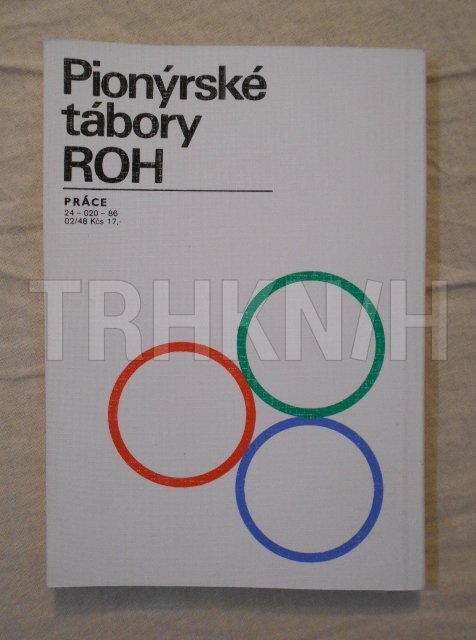 Pionýrské
tábory
ROH
PRÁCE
24 – 020 – 86
02/48 Kčs 17,-
TRHKNIH